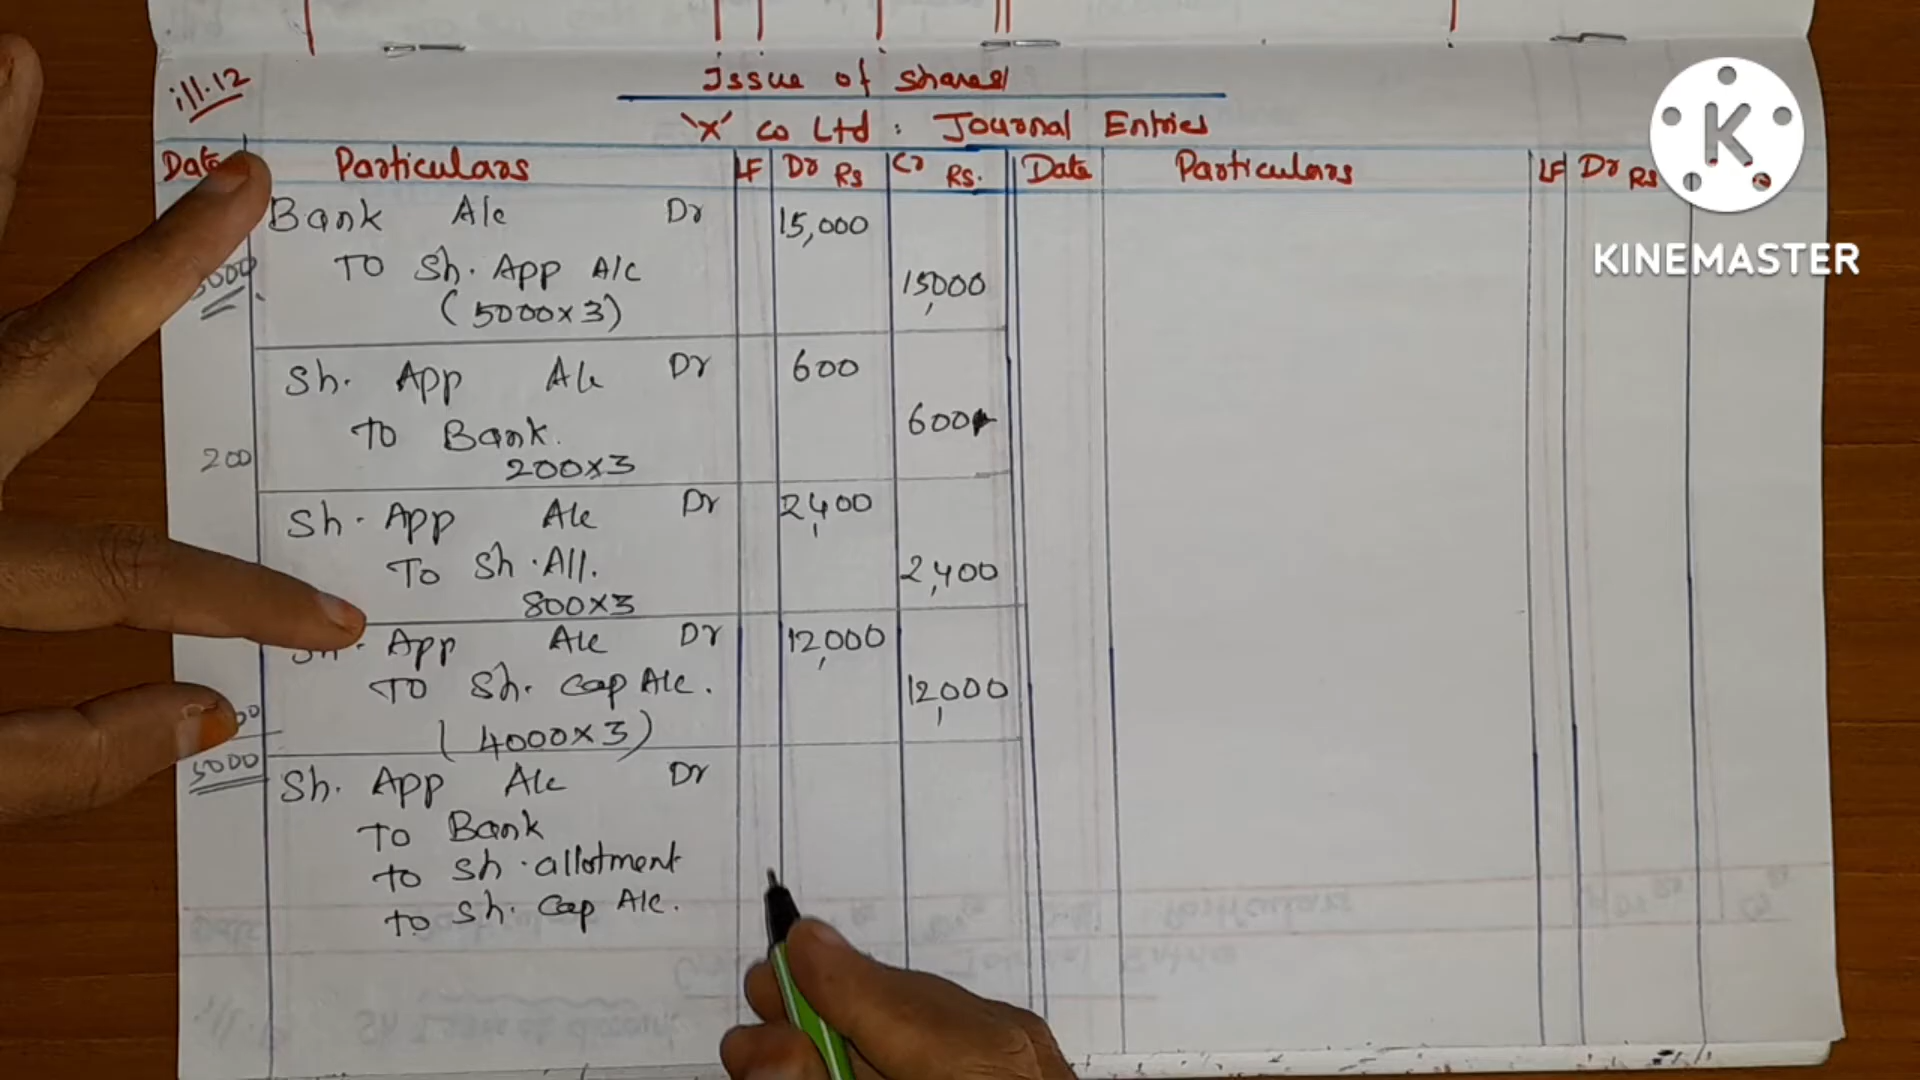 ill.12
Issue of shares
'X' Co Ltd : Journal Entries
Date Particulars LF Dr Rs Cr Rs. Date Particulars LF Dr Rs
Bank A/c Dr 15,000
To Sh. App A/c 15,000
(5000x3)
Sh. App A/c Dr 600
To Bank. 600
200 200x3
Sh. App A/c Dr 2,400
To Sh. All. 2,400
800x3
Sh. App A/c Dr 12,000
To Sh. Cap A/c. 12,000
(4000x3)
5000 Sh. App A/c Dr
To Bank
to Sh. allotment
to Sh. Cap A/c.
K
KINEMASTER